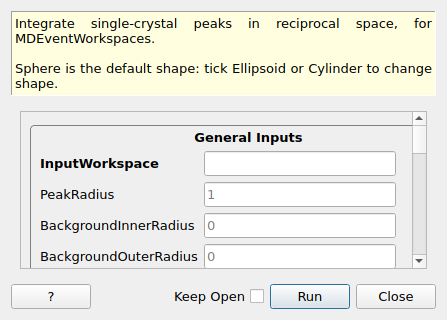 Integrate single-crystal peaks in reciprocal space, for
MDEventWorkspaces.
Sphere is the default shape: tick Ellipsoid or Cylinder to change
shape.
General Inputs
InputWorkspace
PeakRadius 1
BackgroundInnerRadius 0
BackgroundOuterRadius 0
? Keep Open Run Close